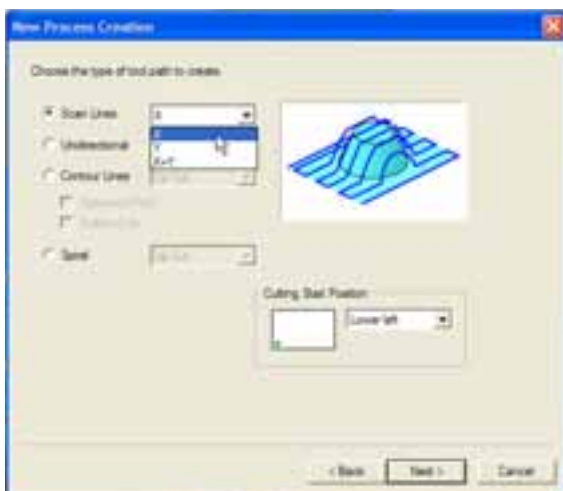 New Process Creation
Choose the type of tool path to create.
Scan Lines
X
X
Y
X+Y
Unidirectional
Contour Lines
Spiral
Cutting Start Position
Lower left
< Back
Next >
Cancel